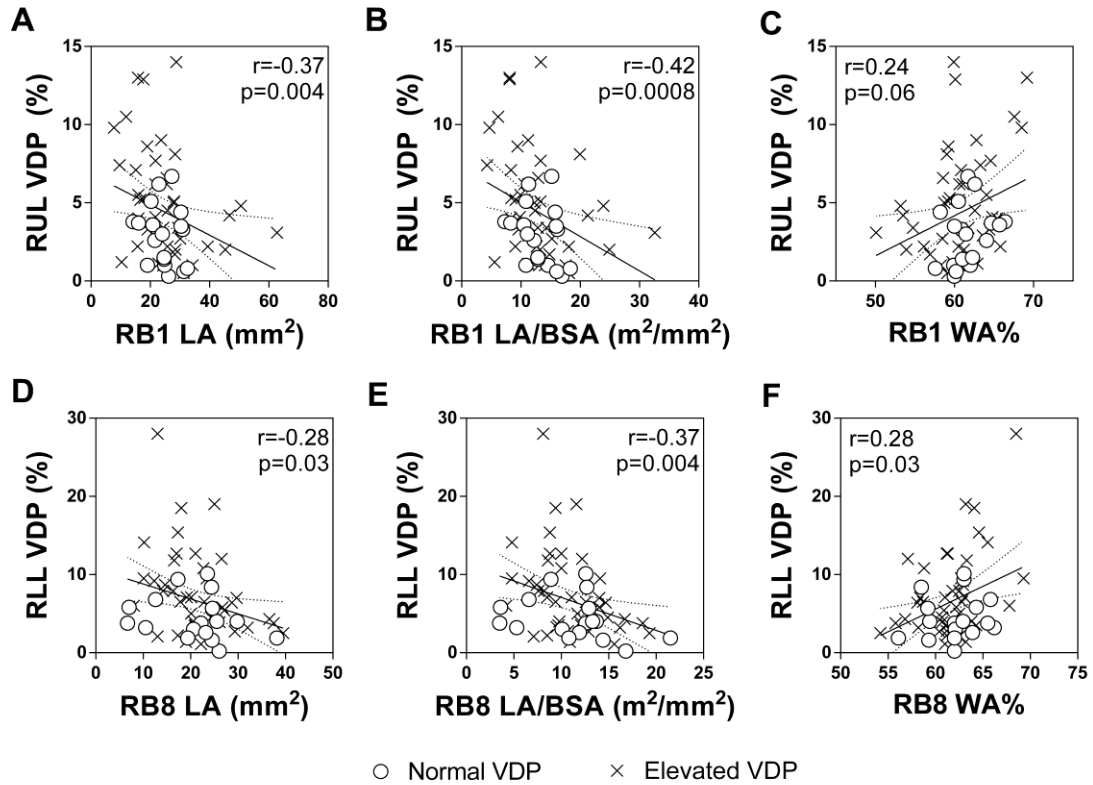 A
RUL VDP (%)
15
10
5
0
0 20 40 60 80
r=-0.37
p=0.004
RB1 LA (mm²)
B
RUL VDP (%)
15
10
5
0
0 10 20 30 40
r=-0.42
p=0.0008
RB1 LA/BSA (m²/mm²)
C
RUL VDP (%)
15
10
5
0
50 60 70
r=0.24
p=0.06
RB1 WA%
D
RLL VDP (%)
30
20
10
0
0 10 20 30 40 50
r=-0.28
p=0.03
RB8 LA (mm²)
E
RLL VDP (%)
30
20
10
0
0 5 10 15 20 25
r=-0.37
p=0.004
RB8 LA/BSA (m²/mm²)
F
RLL VDP (%)
30
20
10
0
50 55 60 65 70 75
r=0.28
p=0.03
RB8 WA%
Normal VDP
Elevated VDP